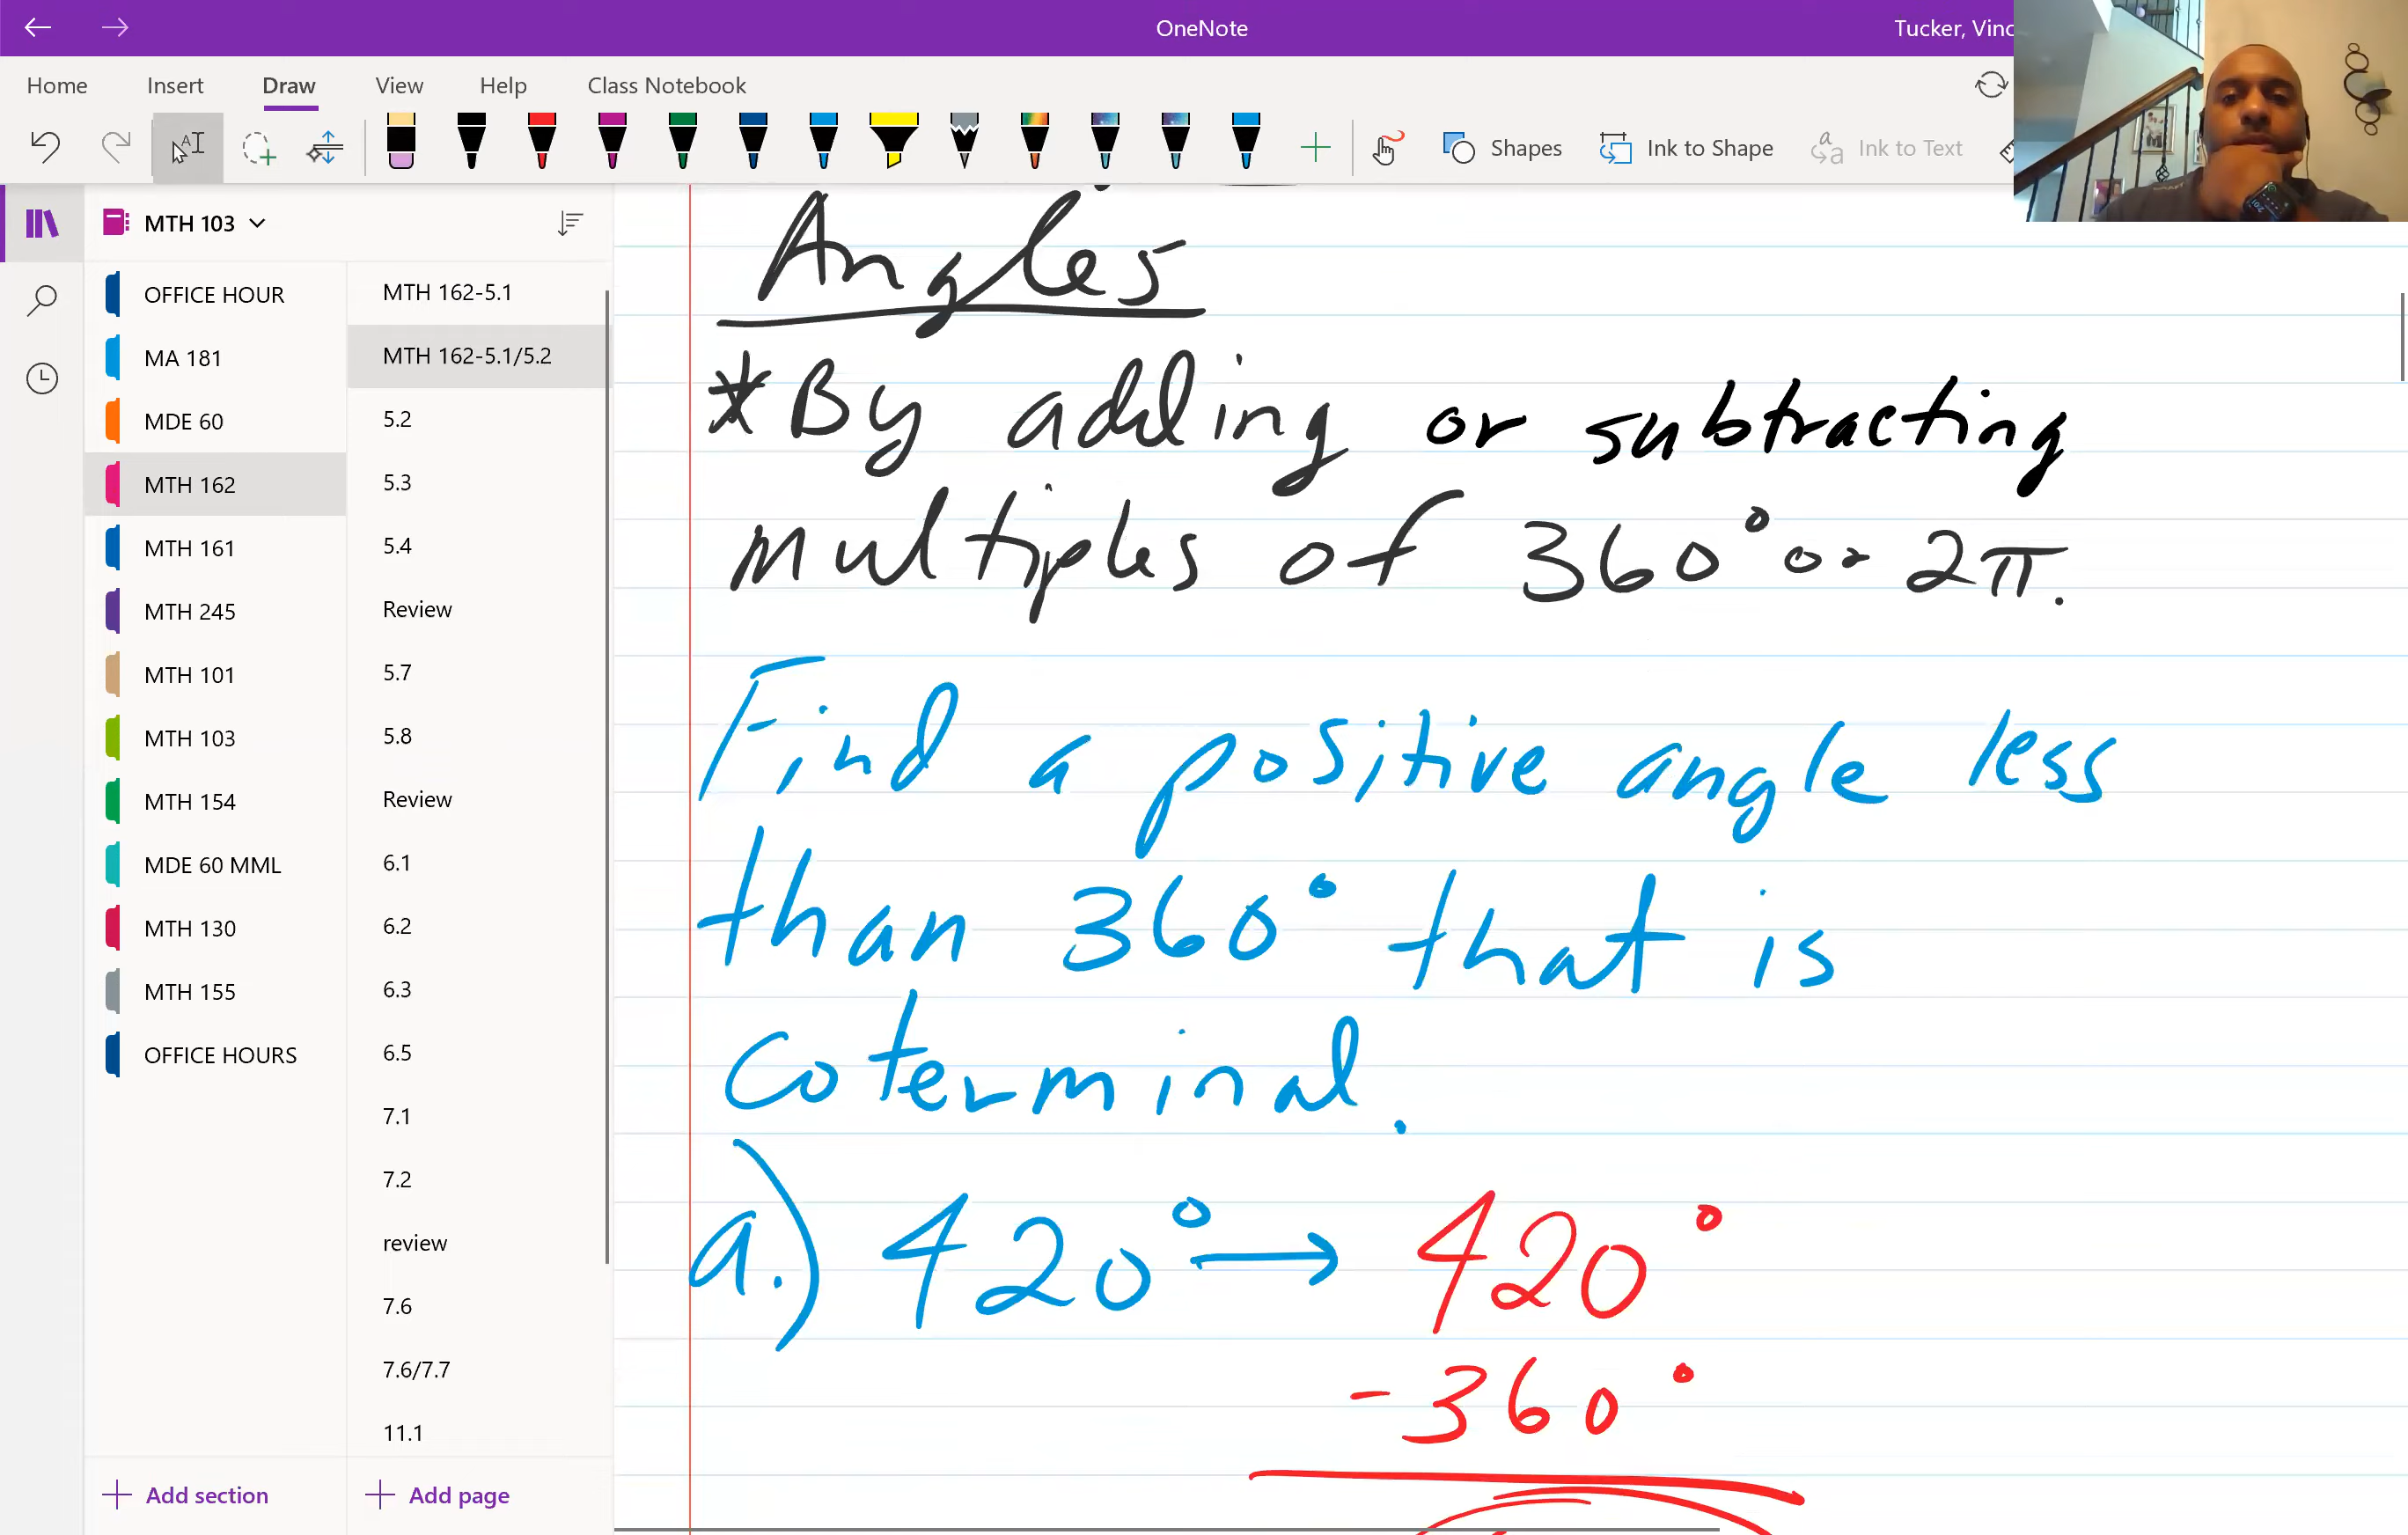 OneNote
Tucker, Vinc
Home Insert Draw View Help Class Notebook
Shapes Ink to Shape Ink to Text
MTH 103
OFFICE HOUR
MA 181
MDE 60
MTH 162
MTH 161
MTH 245
MTH 101
MTH 103
MTH 154
MDE 60 MML
MTH 130
MTH 155
OFFICE HOURS
Add section
MTH 162-5.1
MTH 162-5.1/5.2
5.2
5.3
5.4
Review
5.7
5.8
Review
6.1
6.2
6.3
6.5
7.1
7.2
review
7.6
7.6/7.7
11.1
Add page
Angles
*By adding or subtracting
multiples of 360° or 2π.
Find a positive angle less
than 360° that is
coterminal.
a.) 420° → 420°
-360°